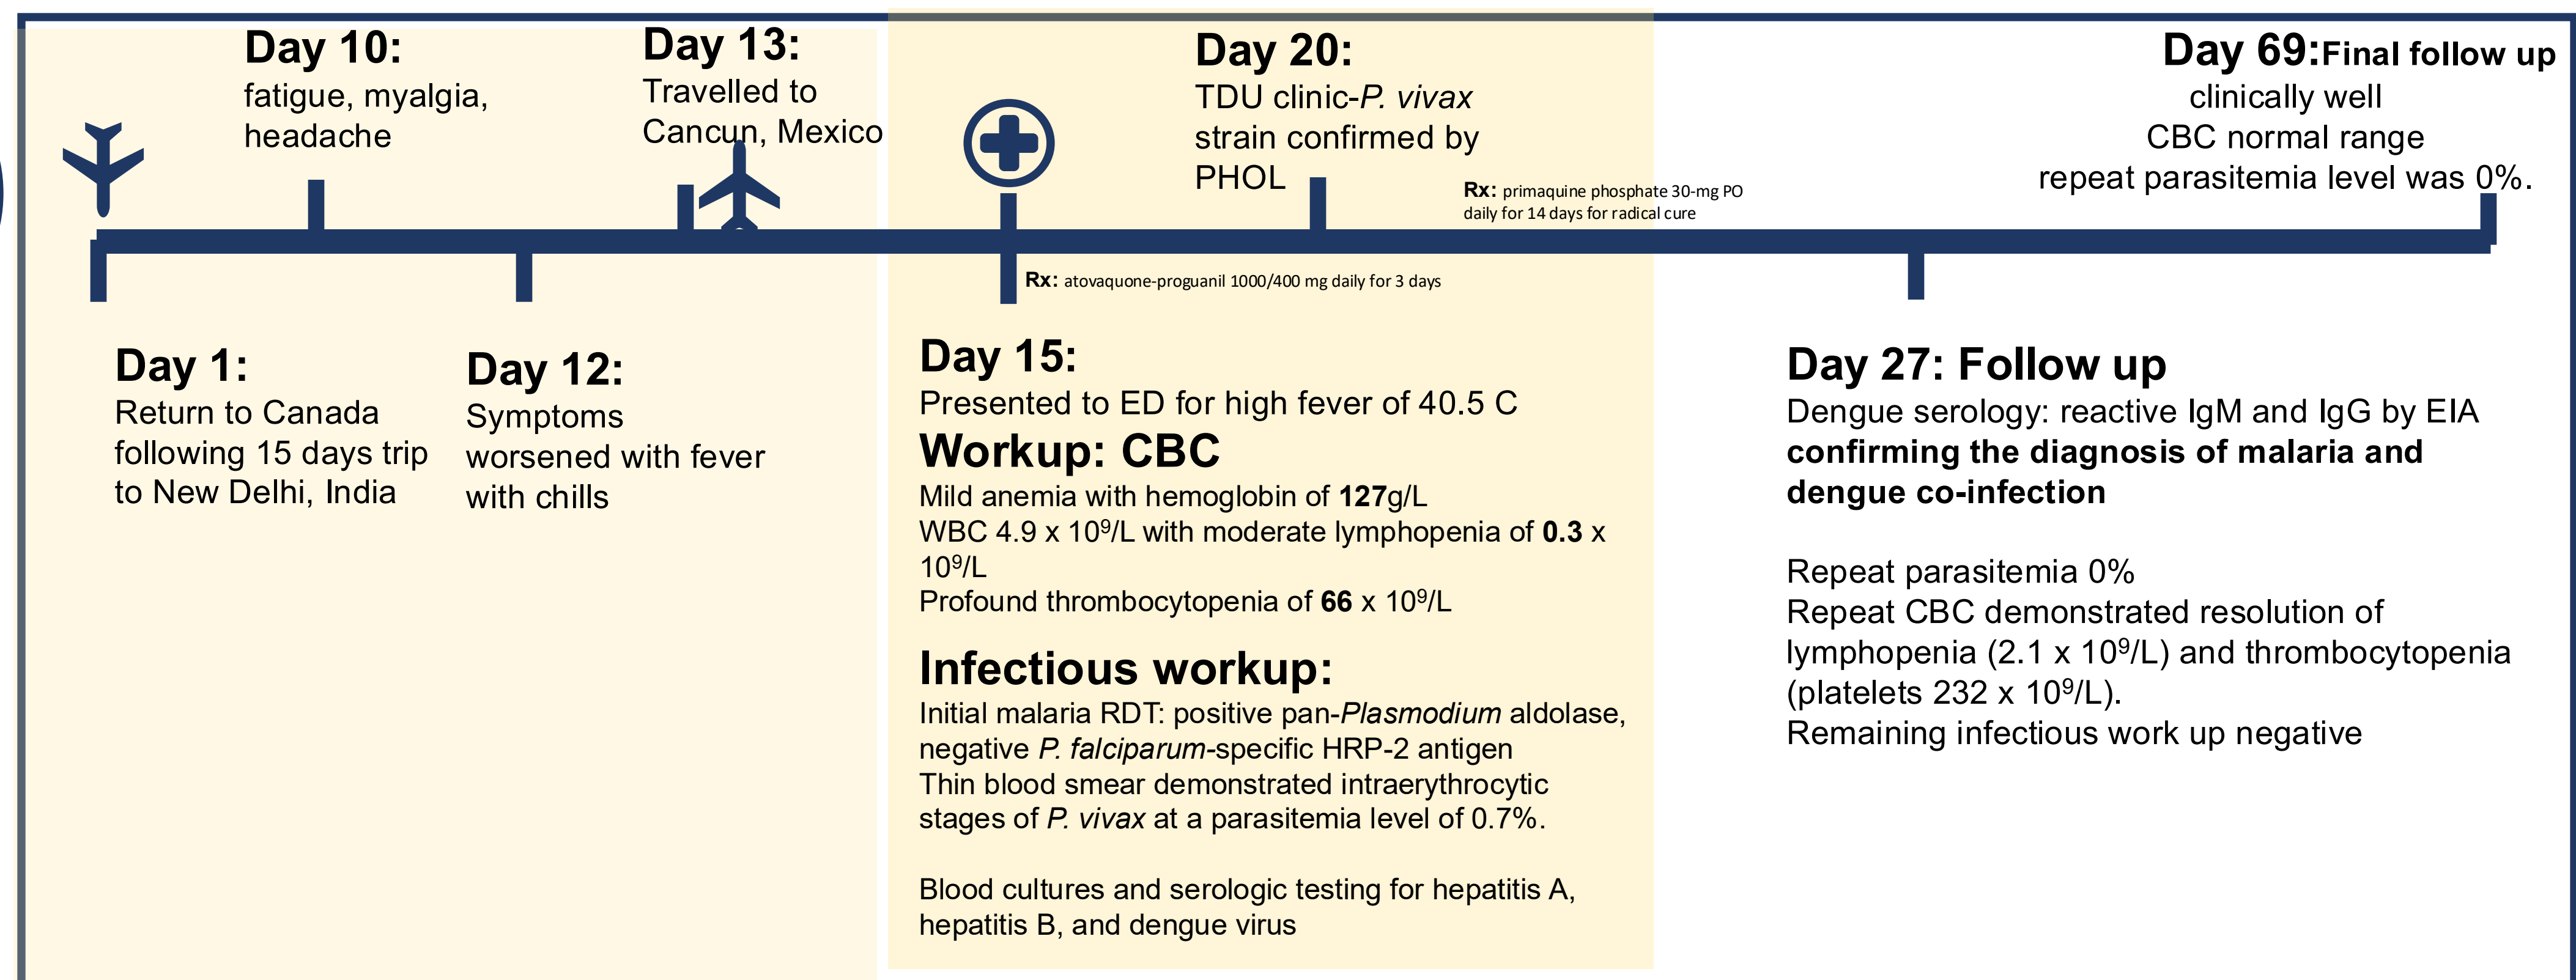 Day 10:
fatigue, myalgia,
headache
Day 13:
Travelled to
Cancun, Mexico
Day 20:
TDU clinic-P. vivax
strain confirmed by
PHOL
Rx: primaquine phosphate 30-mg PO
daily for 14 days for radical cure
Day 69:Final follow up
clinically well
CBC normal range
repeat parasitemia level was 0%.
Rx: atovaquone-proguanil 1000/400 mg daily for 3 days
Day 1:
Return to Canada
following 15 days trip
to New Delhi, India
Day 12:
Symptoms
worsened with fever
with chills
Day 15:
Presented to ED for high fever of 40.5 C
Workup: CBC
Mild anemia with hemoglobin of 127g/L
WBC 4.9 x 10⁹/L with moderate lymphopenia of 0.3 x
10⁹/L
Profound thrombocytopenia of 66 x 10⁹/L
Infectious workup:
Initial malaria RDT: positive pan-Plasmodium aldolase,
negative P. falciparum-specific HRP-2 antigen
Thin blood smear demonstrated intraerythrocytic
stages of P. vivax at a parasitemia level of 0.7%.
Blood cultures and serologic testing for hepatitis A,
hepatitis B, and dengue virus
Day 27: Follow up
Dengue serology: reactive IgM and IgG by EIA
confirming the diagnosis of malaria and
dengue co-infection
Repeat parasitemia 0%
Repeat CBC demonstrated resolution of
lymphopenia (2.1 x 10⁹/L) and thrombocytopenia
(platelets 232 x 10⁹/L).
Remaining infectious work up negative